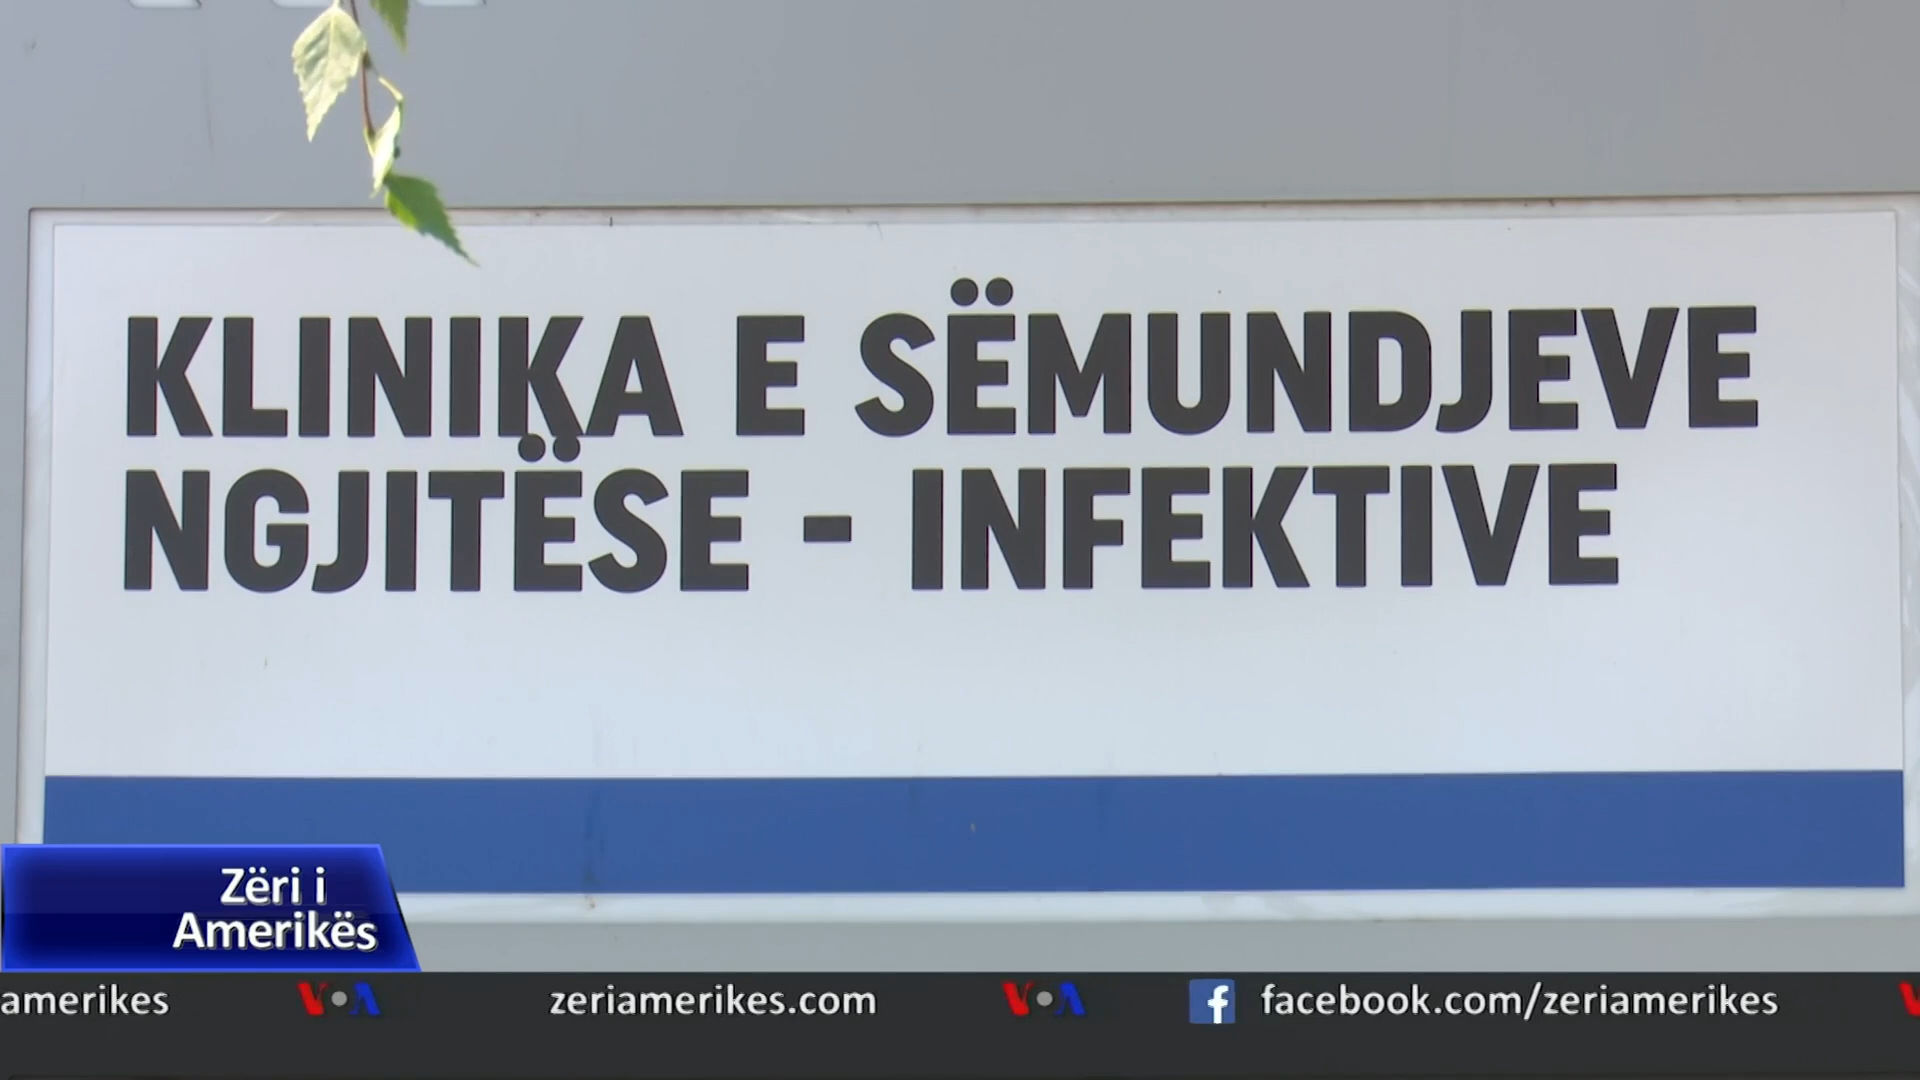 KLINIKA E SËMUNDJEVE
NGJITËSE - INFEKTIVE
Zëri i
Amerikës
amerikes VOA zeriamerikes.com VOA f facebook.com/zeriamerikes